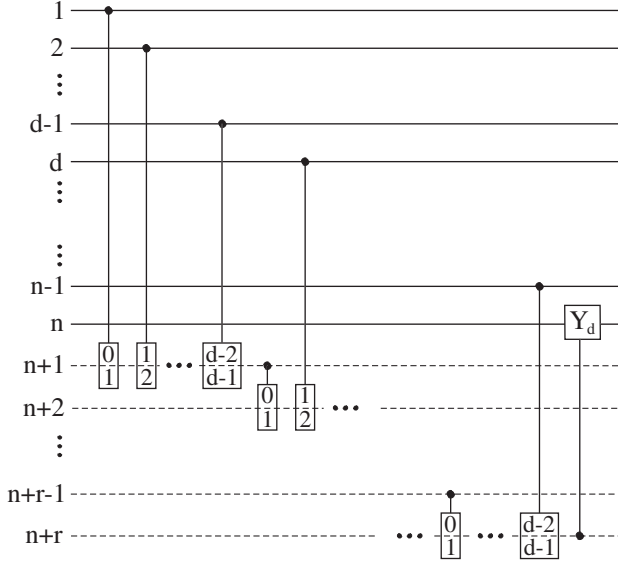 1
2
⋮
d-1
d
⋮
⋮
n-1
n Y_d
n+1 0 1 1 2 ••• d-2 d-1
n+2 0 1 1 2 •••
⋮
n+r-1
n+r ••• 0 1 ••• d-2 d-1